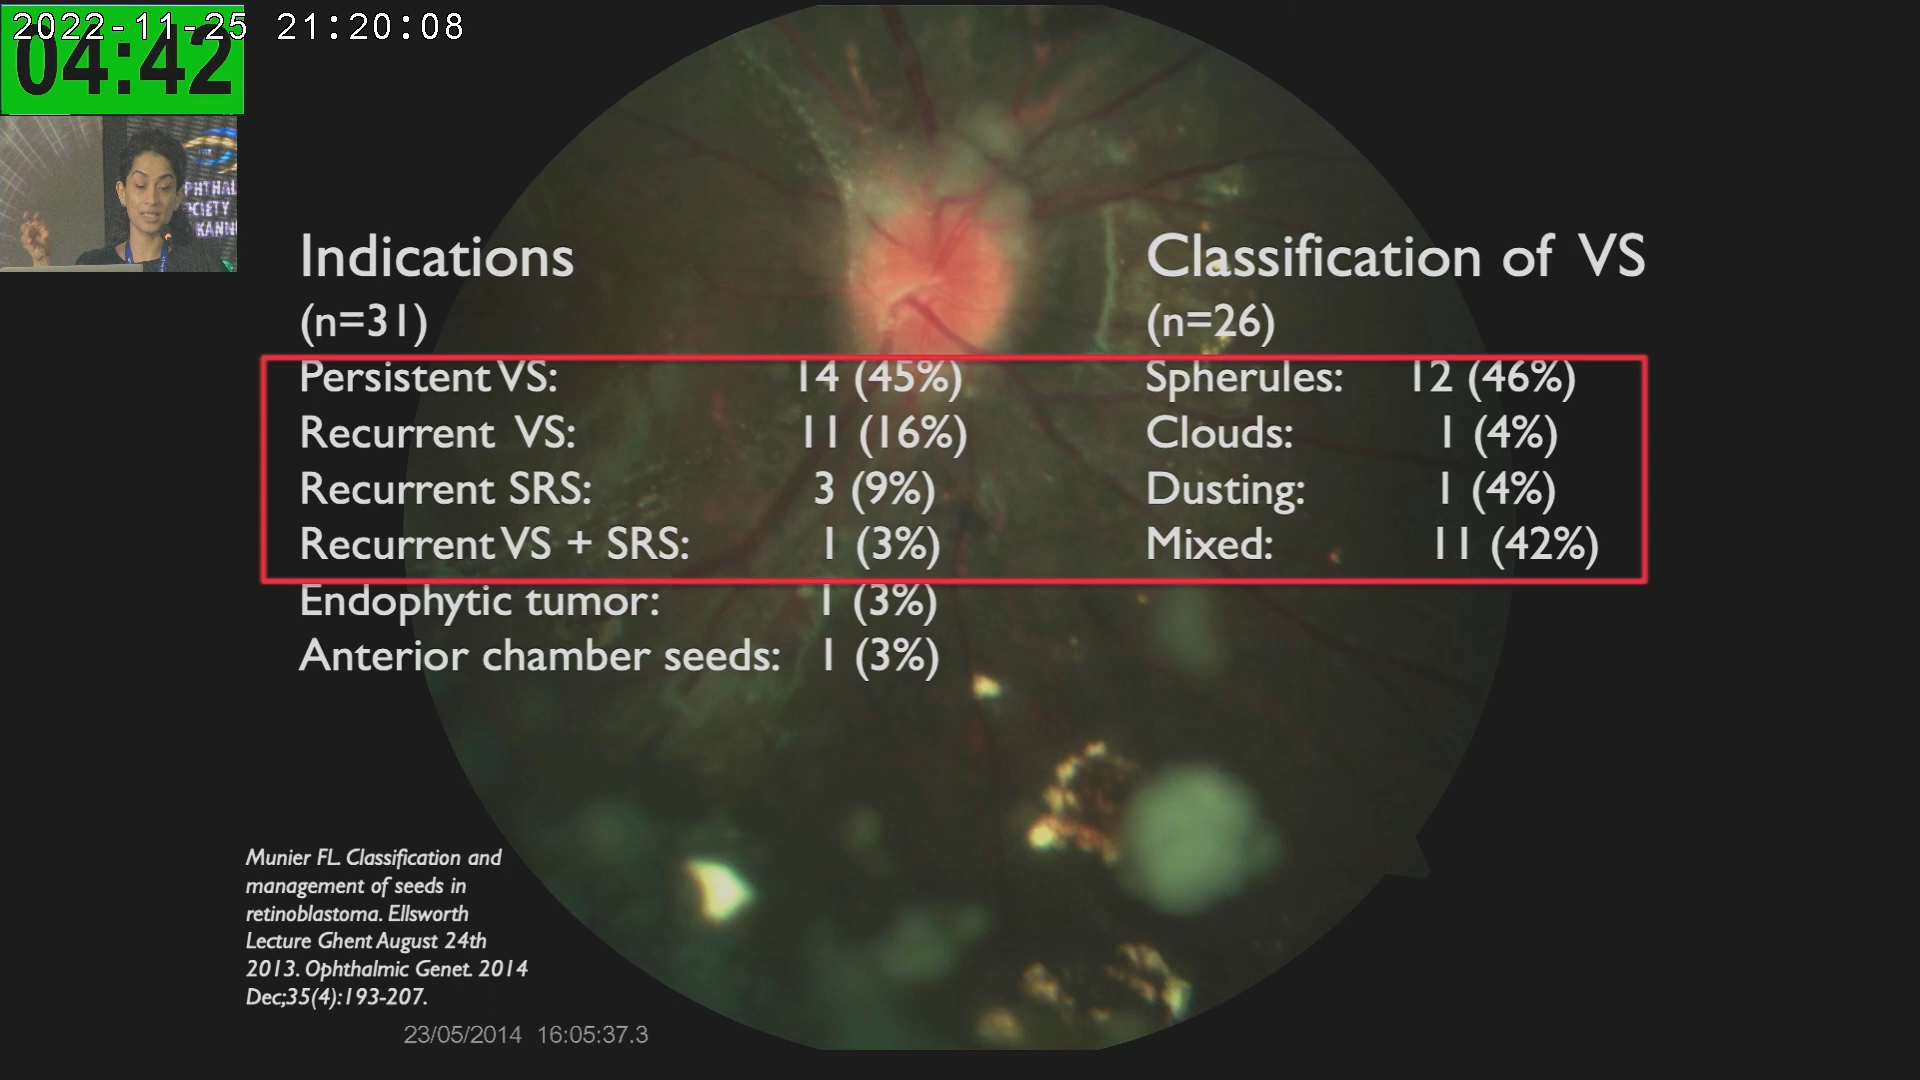 2022-11-25 21:20:08
04:42
PHTHAL
CIETY
KANN
Indications
(n=31)
Persistent VS: 14 (45%)
Recurrent VS: 11 (16%)
Recurrent SRS: 3 (9%)
Recurrent VS + SRS: 1 (3%)
Endophytic tumor: 1 (3%)
Anterior chamber seeds: 1 (3%)
Classification of VS
(n=26)
Spherules: 12 (46%)
Clouds: 1 (4%)
Dusting: 1 (4%)
Mixed: 11 (42%)
Munier FL. Classification and
management of seeds in
retinoblastoma. Ellsworth
Lecture Ghent August 24th
2013. Ophthalmic Genet. 2014
Dec;35(4):193-207.
23/05/2014 16:05:37.3